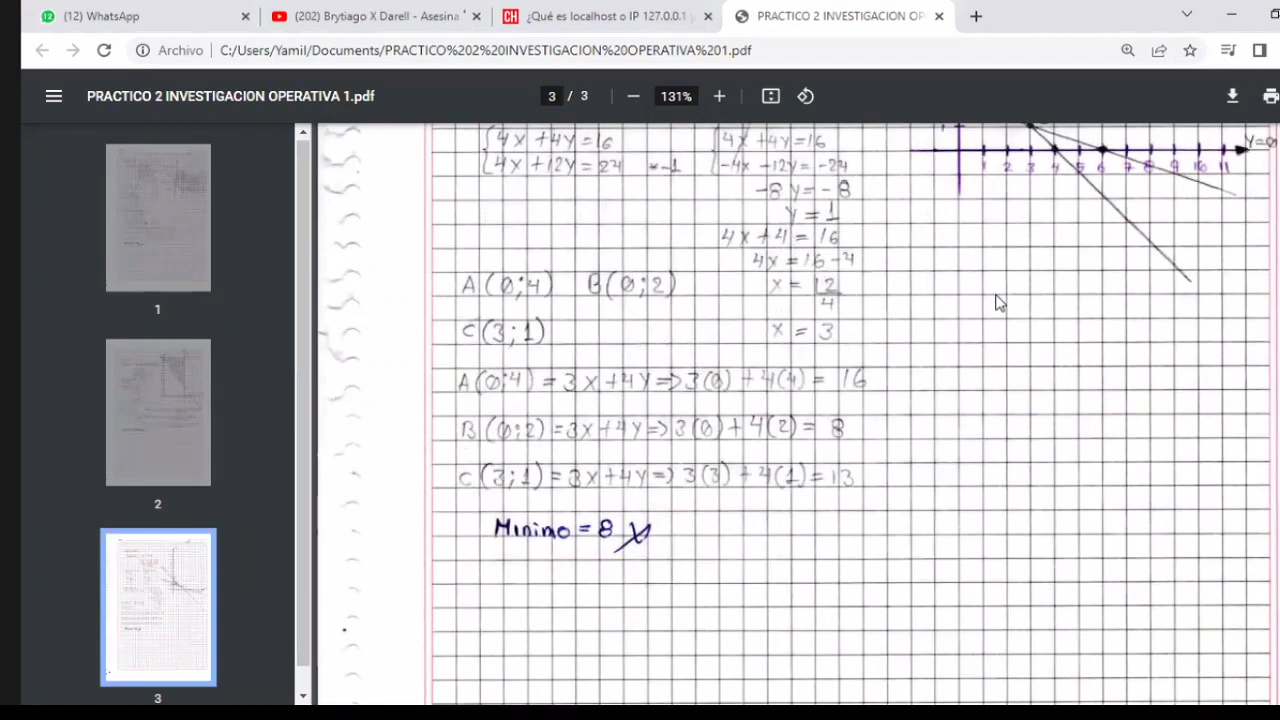 (12) WhatsApp
(202) Brytiago X Darell - Asesina
¿Qué es localhost o IP 127.0.0.1 y
PRACTICO 2 INVESTIGACION OP
Archivo
C:/Users/Yamil/Documents/PRACTICO%202%20INVESTIGACION%20OPERATIVA%201.pdf
PRACTICO 2 INVESTIGACION OPERATIVA 1.pdf
3 / 3
131%
4x +4y =16
4x +12y = 24 *-1
4x +4y =16
-4x -12y = -24
-8y = -8
y = 1
4x + 4 = 16
4x = 16 -4
x = 12/4
x = 3
A(0;4) B(0;2)
C(3;1)
A(0;4) = 3x+4y => 3(0) + 4(4) = 16
B(0;2) = 3x+4y => 3(0) + 4(2) = 8
C(3;1) = 3x+4y => 3(3) + 4(1) = 13
Minimo = 8
1 2 3 4 5 6 7 8 9 10 11
Y=0
1
2
3